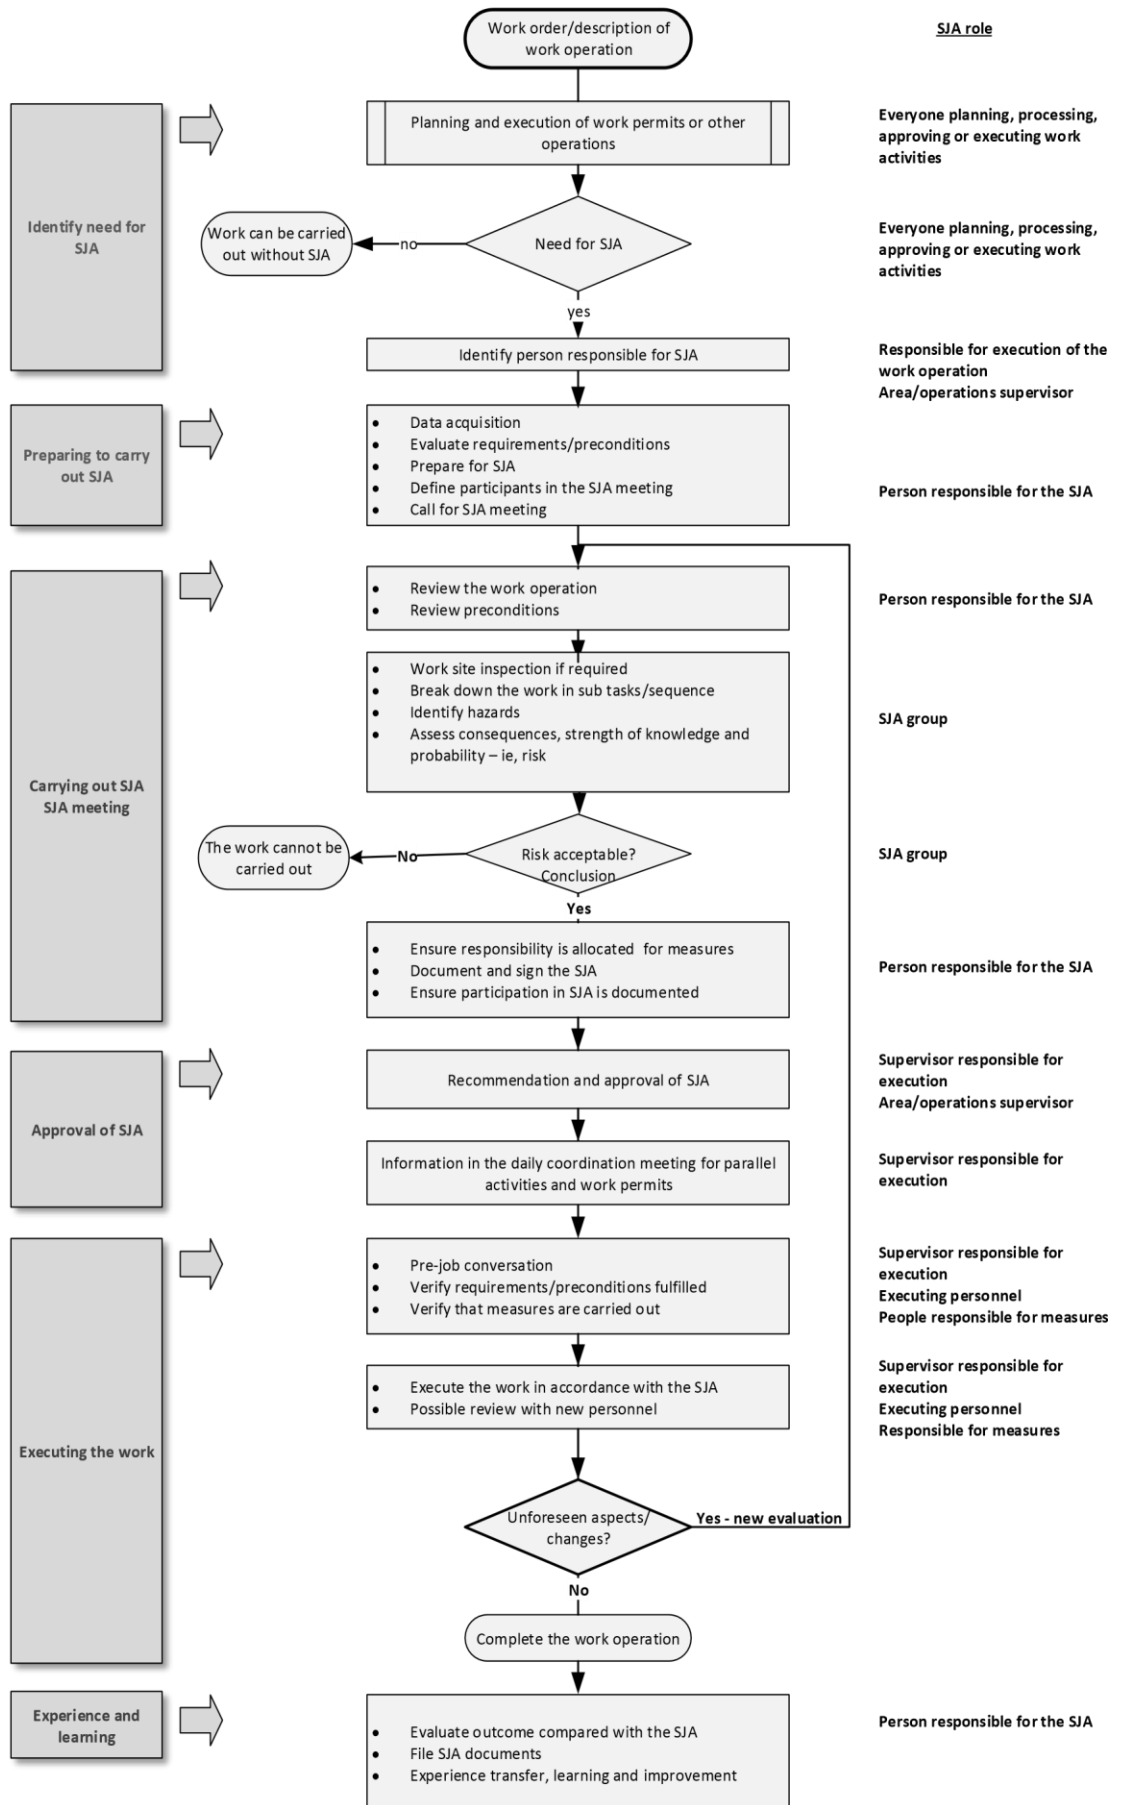 Work order/description of
work operation
SJA role
Planning and execution of work permits or other
operations
Everyone planning, processing,
approving or executing work
activities
Identify need for
SJA
Work can be carried
out without SJA
no
Need for SJA
Everyone planning, processing,
approving or executing work
activities
yes
Identify person responsible for SJA
Responsible for execution of the
work operation
Area/operations supervisor
Preparing to carry
out SJA
• Data acquisition
• Evaluate requirements/preconditions
• Prepare for SJA
• Define participants in the SJA meeting
• Call for SJA meeting
Person responsible for the SJA
• Review the work operation
• Review preconditions
Person responsible for the SJA
Carrying out SJA
SJA meeting
• Work site inspection if required
• Break down the work in sub tasks/sequence
• Identify hazards
• Assess consequences, strength of knowledge and
probability – ie, risk
SJA group
The work cannot be
carried out
No
Risk acceptable?
Conclusion
SJA group
Yes
• Ensure responsibility is allocated for measures
• Document and sign the SJA
• Ensure participation in SJA is documented
Person responsible for the SJA
Approval of SJA
Recommendation and approval of SJA
Supervisor responsible for
execution
Area/operations supervisor
Information in the daily coordination meeting for parallel
activities and work permits
Supervisor responsible for
execution
Executing the work
• Pre-job conversation
• Verify requirements/preconditions fulfilled
• Verify that measures are carried out
Supervisor responsible for
execution
Executing personnel
People responsible for measures
• Execute the work in accordance with the SJA
• Possible review with new personnel
Supervisor responsible for
execution
Executing personnel
Responsible for measures
Unforeseen aspects/
changes?
Yes - new evaluation
No
Complete the work operation
Experience and
learning
• Evaluate outcome compared with the SJA
• File SJA documents
• Experience transfer, learning and improvement
Person responsible for the SJA